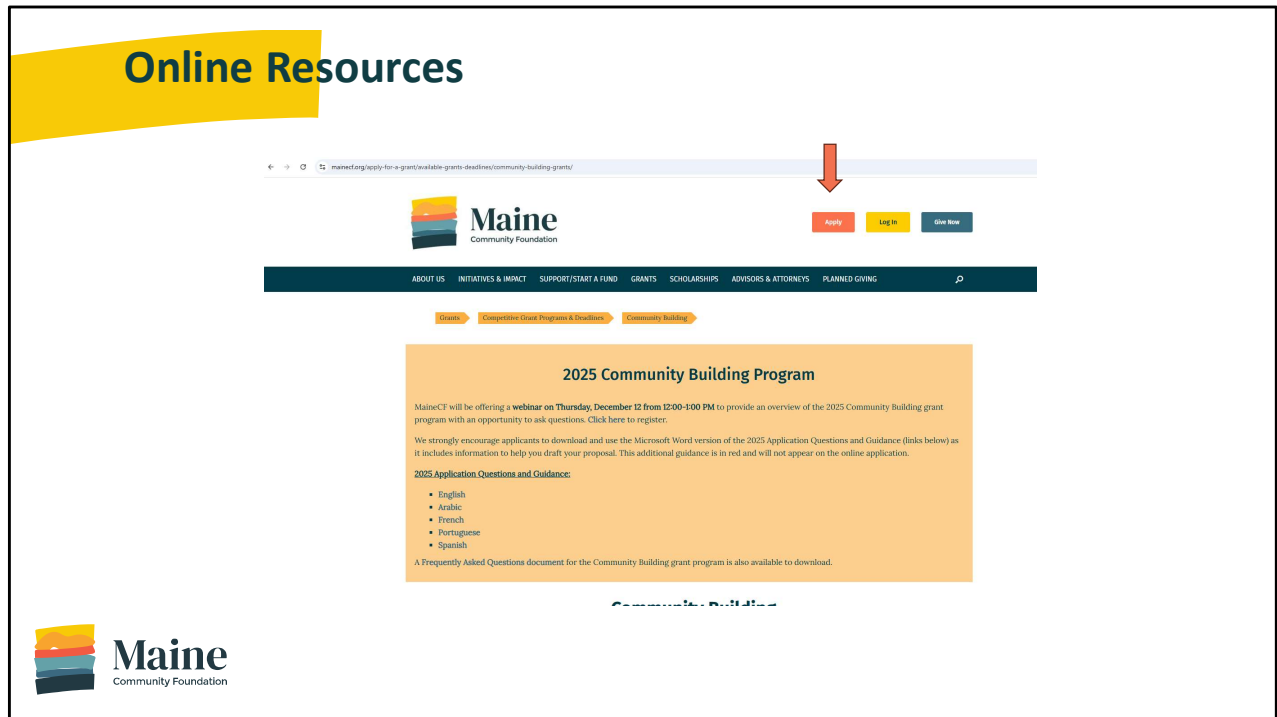 Online Resources
mainecf.org/apply-for-a-grant/available-grants-deadlines/community-building-grants/
Maine
Community Foundation
Apply
Log In
Give Now
ABOUT US INITIATIVES & IMPACT SUPPORT/START A FUND GRANTS SCHOLARSHIPS ADVISORS & ATTORNEYS PLANNED GIVING
Grants Competitive Grant Programs & Deadlines Community Building
2025 Community Building Program
MaineCF will be offering a webinar on Thursday, December 12 from 12:00-1:00 PM to provide an overview of the 2025 Community Building grant
program with an opportunity to ask questions. Click here to register.
We strongly encourage applicants to download and use the Microsoft Word version of the 2025 Application Questions and Guidance (links below) as
it includes information to help you draft your proposal. This additional guidance is in red and will not appear on the online application.
2025 Application Questions and Guidance:
▪ English
▪ Arabic
▪ French
▪ Portuguese
▪ Spanish
A Frequently Asked Questions document for the Community Building grant program is also available to download.
Community Building
Maine
Community Foundation